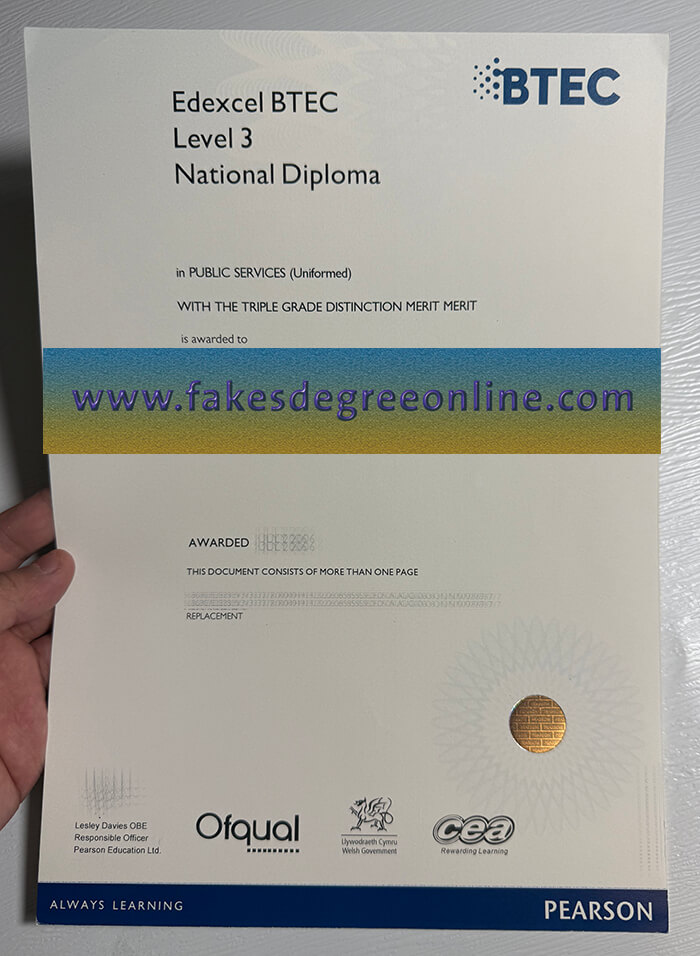 BTEC
Edexcel BTEC
Level 3
National Diploma
in PUBLIC SERVICES (Uniformed)
WITH THE TRIPLE GRADE DISTINCTION MERIT MERIT
is awarded to
www.fakesdegreeonline.com
AWARDED
THIS DOCUMENT CONSISTS OF MORE THAN ONE PAGE
REPLACEMENT
Lesley Davies OBE
Responsible Officer
Pearson Education Ltd.
Ofqual
Llywodraeth Cymru
Welsh Government
cea
Rewarding Learning
ALWAYS LEARNING
PEARSON